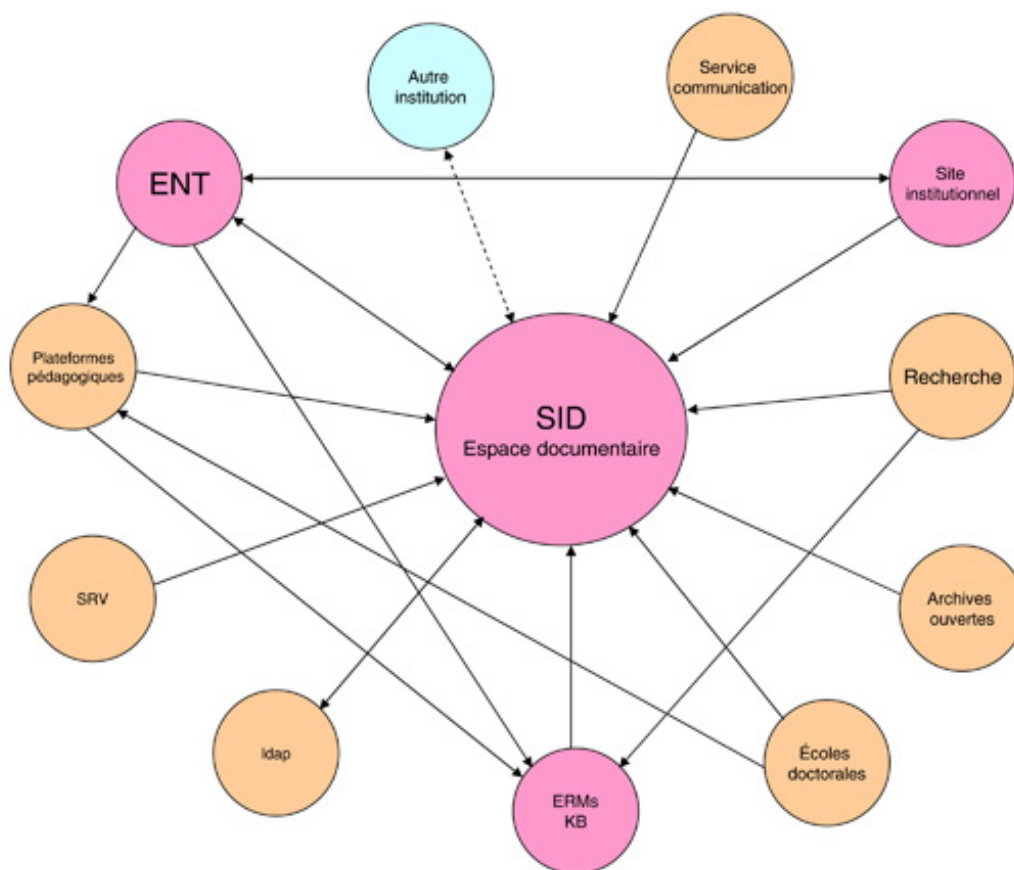 Autre
institution
Service
communication
ENT
Site
institutionnel
Plateformes
pédagogiques
SID
Espace documentaire
Recherche
SRV
Archives
ouvertes
ldap
ERMs
KB
Écoles
doctorales